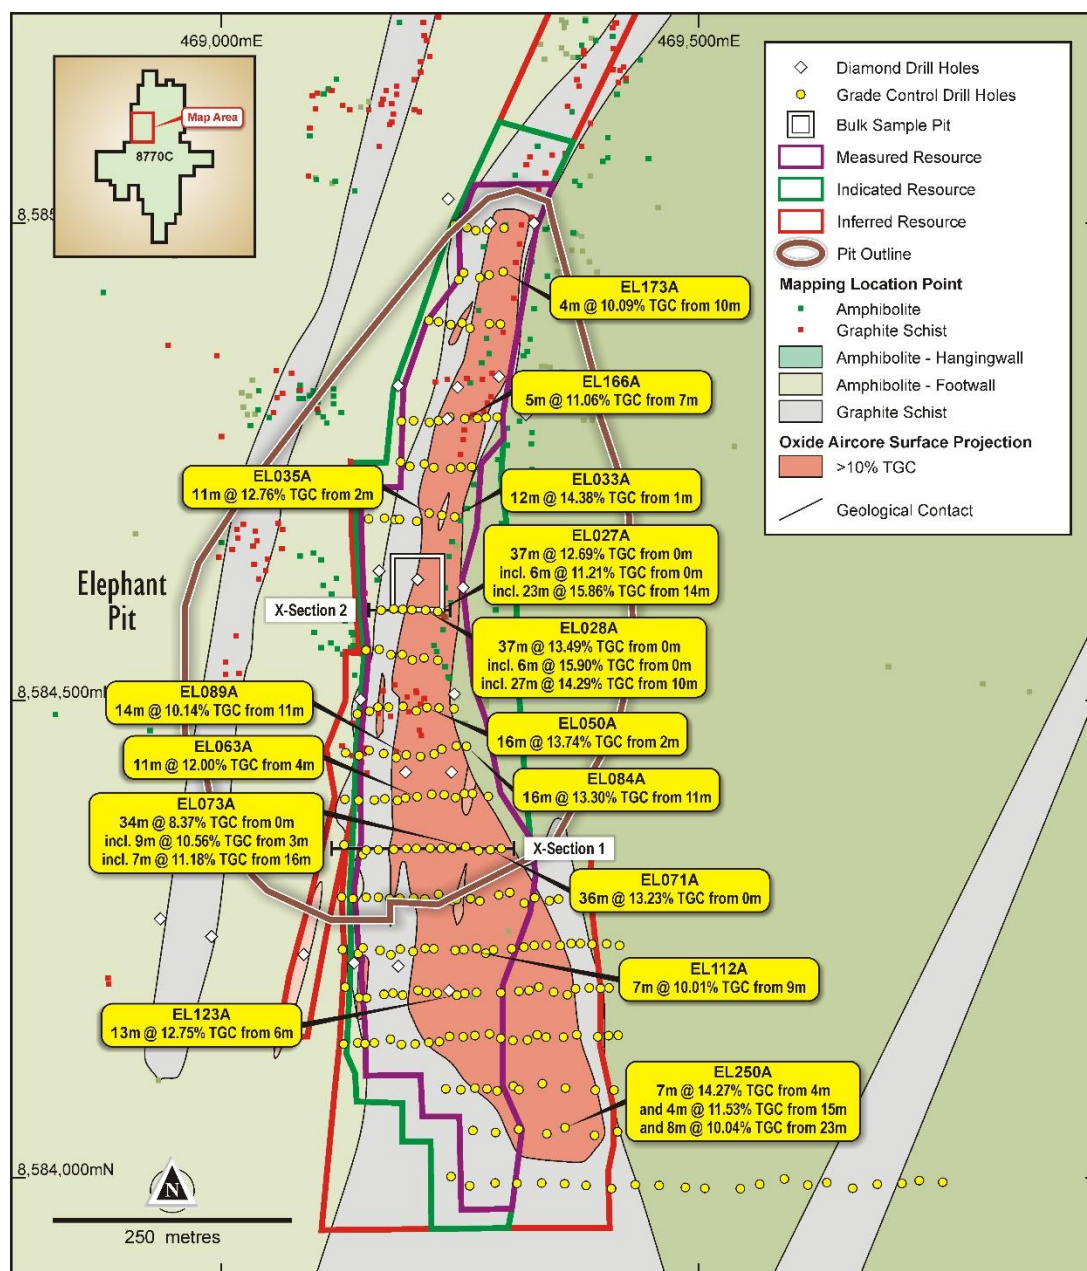 469,000mE
469,500mE
Map Area
8770C
Diamond Drill Holes
Grade Control Drill Holes
Bulk Sample Pit
Measured Resource
Indicated Resource
Inferred Resource
Pit Outline
Mapping Location Point
Amphibolite
Graphite Schist
Amphibolite - Hangingwall
Amphibolite - Footwall
Graphite Schist
Oxide Aircore Surface Projection
>10% TGC
Geological Contact
8,585
EL173A
4m @ 10.09% TGC from 10m
EL166A
5m @ 11.06% TGC from 7m
EL035A
11m @ 12.76% TGC from 2m
EL033A
12m @ 14.38% TGC from 1m
EL027A
37m @ 12.69% TGC from 0m
incl. 6m @ 11.21% TGC from 0m
incl. 23m @ 15.86% TGC from 14m
Elephant
Pit
X-Section 2
EL028A
37m @ 13.49% TGC from 0m
incl. 6m @ 15.90% TGC from 0m
incl. 27m @ 14.29% TGC from 10m
8,584,500mN
EL089A
14m @ 10.14% TGC from 11m
EL050A
16m @ 13.74% TGC from 2m
EL063A
11m @ 12.00% TGC from 4m
EL084A
16m @ 13.30% TGC from 11m
EL073A
34m @ 8.37% TGC from 0m
incl. 9m @ 10.56% TGC from 3m
incl. 7m @ 11.18% TGC from 16m
X-Section 1
EL071A
36m @ 13.23% TGC from 0m
EL112A
7m @ 10.01% TGC from 9m
EL123A
13m @ 12.75% TGC from 6m
EL250A
7m @ 14.27% TGC from 4m
and 4m @ 11.53% TGC from 15m
and 8m @ 10.04% TGC from 23m
8,584,000mN
N
250 metres